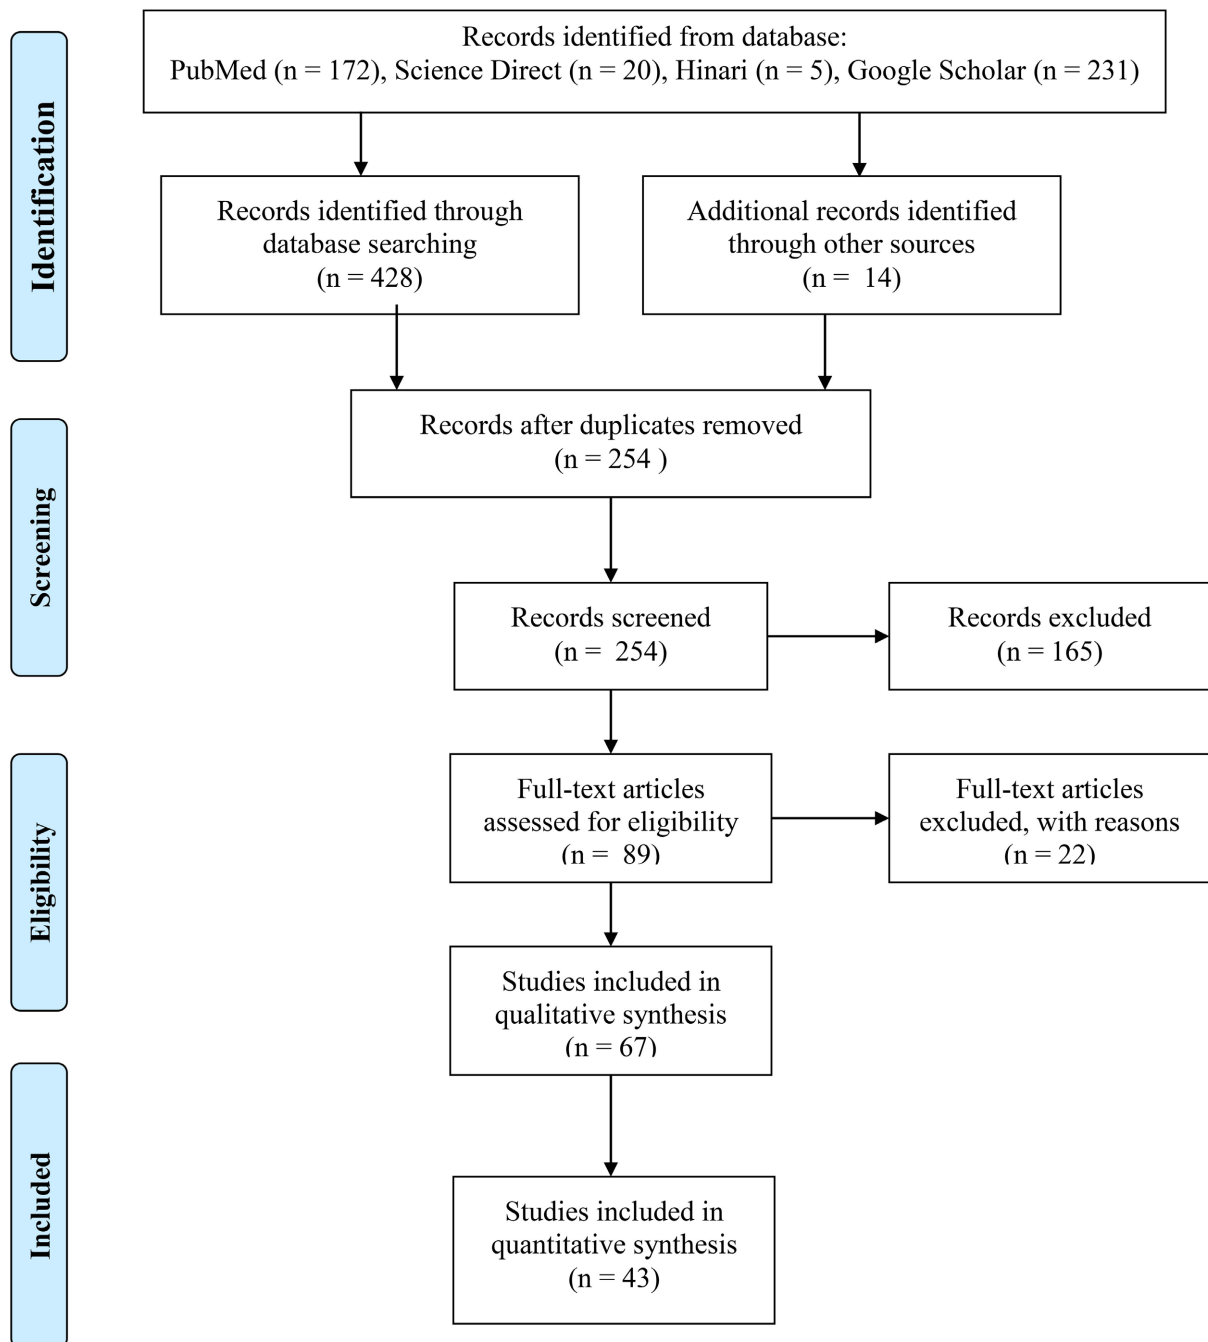 Identification
Records identified from database:
PubMed (n = 172), Science Direct (n = 20), Hinari (n = 5), Google Scholar (n = 231)
Records identified through
database searching
(n = 428)
Additional records identified
through other sources
(n =  14)
Screening
Records after duplicates removed
(n = 254 )
Records screened
(n =  254)
Records excluded
(n = 165)
Eligibility
Full-text articles
assessed for eligibility
(n =  89)
Full-text articles
excluded, with reasons
(n = 22)
Studies included in
qualitative synthesis
(n = 67)
Included
Studies included in
quantitative synthesis
(n = 43)